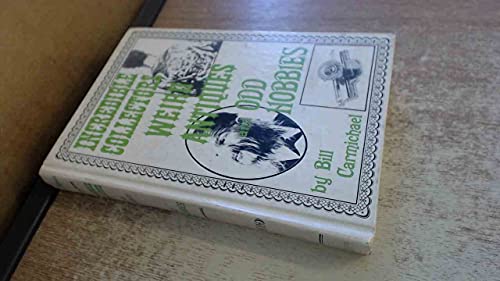 INCREDIBLE
COLLECTORS
WEIRD
ANTIQUES
AND ODD
HOBBIES
by Bill
Carmichael